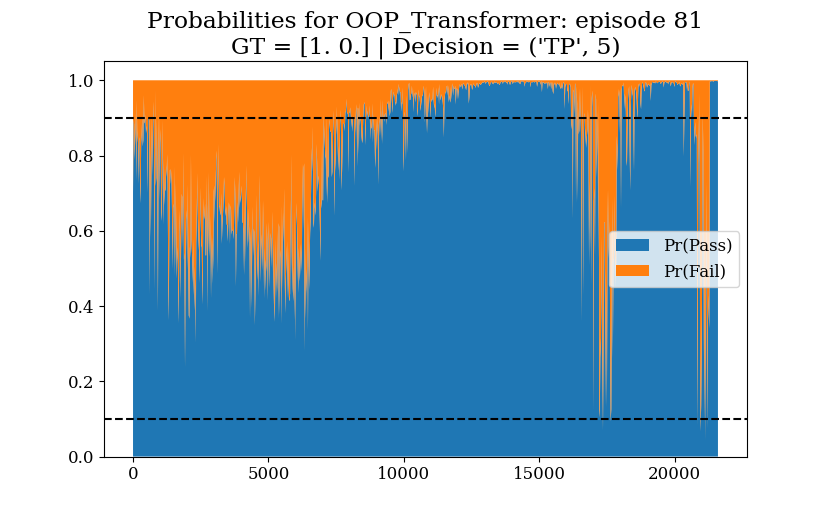 Probabilities for OOP_Transformer: episode 81
GT = [1. 0.] | Decision = ('TP', 5)
1.0
0.8
0.6
0.4
0.2
0.0
Pr(Pass)
Pr(Fail)
0
5000
10000
15000
20000